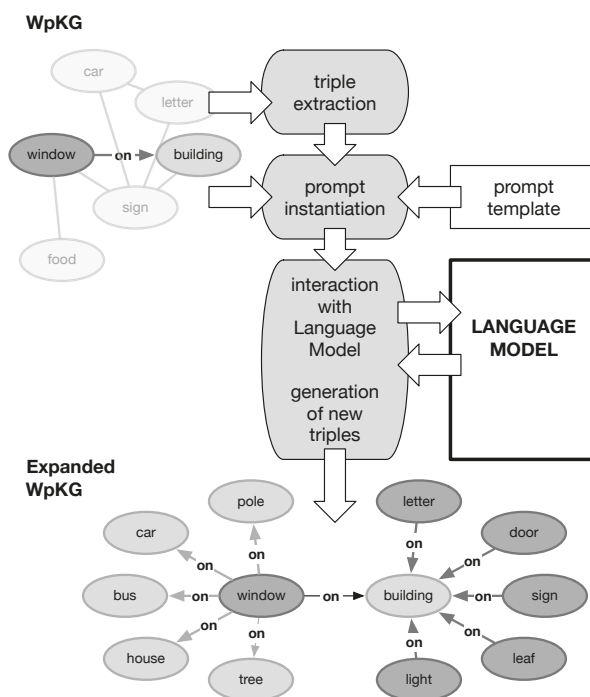 WpKG
car
letter
window
on
building
sign
food
triple
extraction
prompt
instantiation
prompt
template
interaction
with
Language
Model
generation
of new
triples
LANGUAGE
MODEL
Expanded
WpKG
pole
letter
car
on
on
door
on
on
bus
on
window
on
building
on
sign
on
on
on
on
house
leaf
tree
light